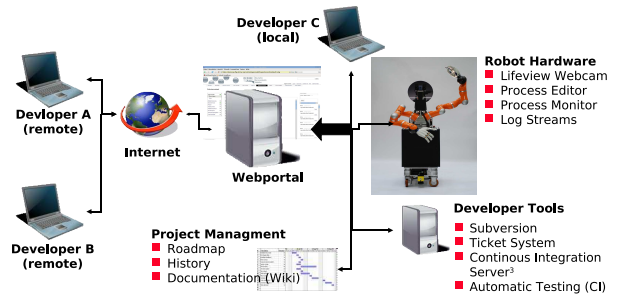 Developer C
(local)
Robot Hardware
Lifeview Webcam
Process Editor
Process Monitor
Log Streams
Devloper A
(remote)
Internet
Webportal
Developer B
(remote)
Project Managment
Roadmap
History
Documentation (Wiki)
Developer Tools
Subversion
Ticket System
Continous Integration
Server³
Automatic Testing (CI)